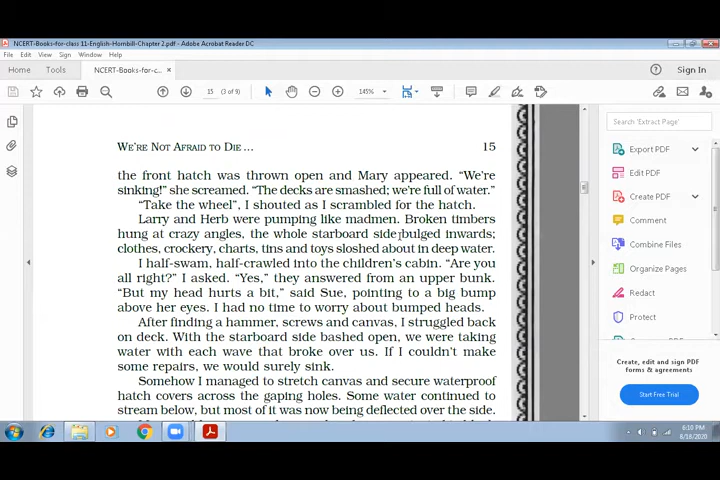 NCERT-Books-for-class 11-English-Hornbill-Chapter 2.pdf - Adobe Acrobat Reader DC
File Edit View Sign Window Help
Home Tools NCERT-Books-for-c... × Sign In
15 (3 of 9) 145%
WE'RE NOT AFRAID TO DIE ... 15
the front hatch was thrown open and Mary appeared. “We're
sinking!” she screamed. “The decks are smashed; we're full of water.”
“Take the wheel”, I shouted as I scrambled for the hatch.
Larry and Herb were pumping like madmen. Broken timbers
hung at crazy angles, the whole starboard side bulged inwards;
clothes, crockery, charts, tins and toys sloshed about in deep water.
I half-swam, half-crawled into the children's cabin. “Are you
all right?” I asked. “Yes,” they answered from an upper bunk.
“But my head hurts a bit,” said Sue, pointing to a big bump
above her eyes. I had no time to worry about bumped heads.
After finding a hammer, screws and canvas, I struggled back
on deck. With the starboard side bashed open, we were taking
water with each wave that broke over us. If I couldn't make
some repairs, we would surely sink.
Somehow I managed to stretch canvas and secure waterproof
hatch covers across the gaping holes. Some water continued to
stream below, but most of it was now being deflected over the side.
Search 'Extract Page'
Export PDF
Edit PDF
Create PDF
Comment
Combine Files
Organize Pages
Redact
Protect
Create, edit and sign PDF
forms & agreements
Start Free Trial
6:10 PM
6/16/2020